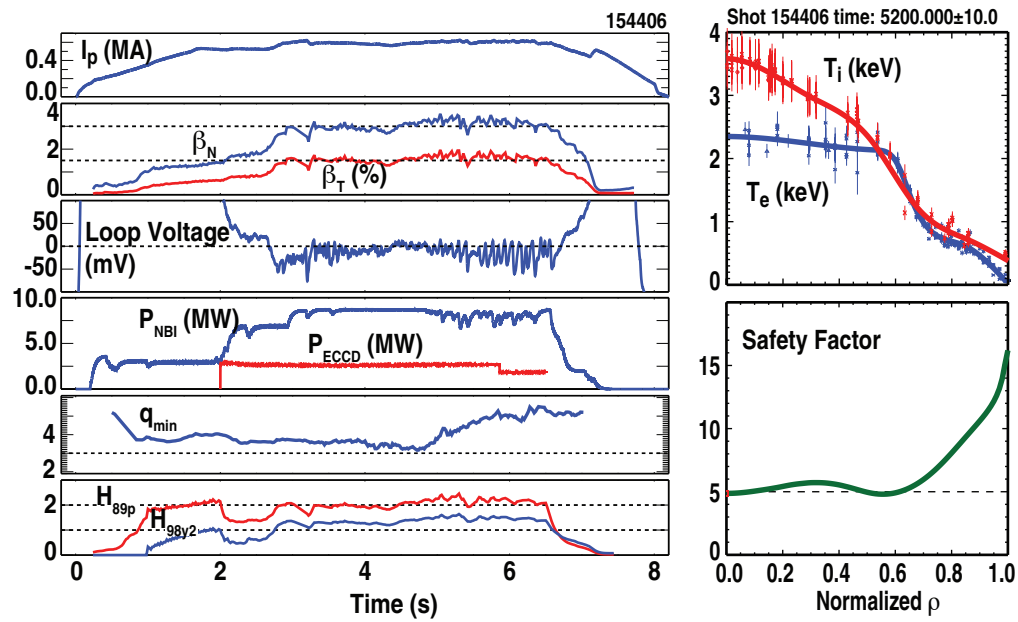 154406
I_p (MA)
0.4
0.0
4
2
0
β_N
β_T (%)
50
0
-50
Loop Voltage
(mV)
10.0
5.0
0.0
P_NBI (MW)
P_ECCD (MW)
4
2
q_min
2
1
0
H_89p
H_98y2
0 2 4 6 8
Time (s)
Shot 154406 time: 5200.000±10.0
4
3
2
1
0
T_i (keV)
T_e (keV)
Safety Factor
15
10
5
0
0.0 0.2 0.4 0.6 0.8 1.0
Normalized ρ